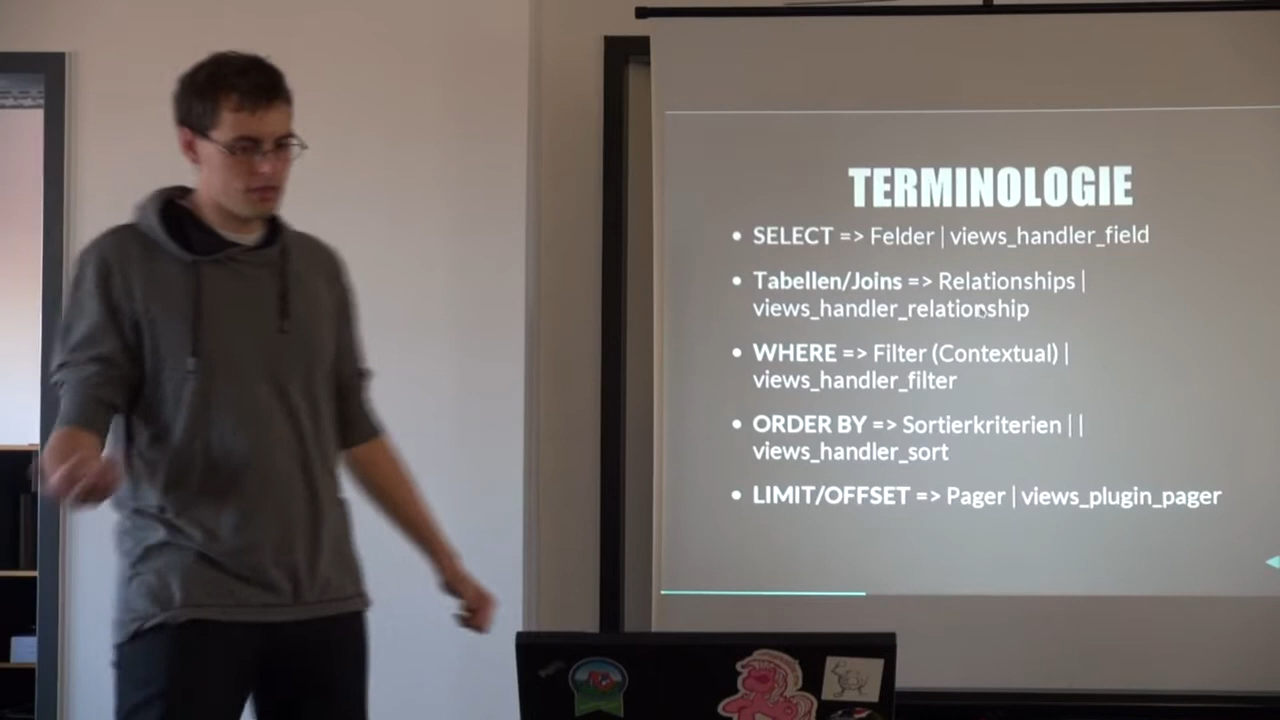 TERMINOLOGIE
• SELECT => Felder | views_handler_field
• Tabellen/Joins => Relationships |
views_handler_relationship
• WHERE => Filter (Contextual) |
views_handler_filter
• ORDER BY => Sortierkriterien | |
views_handler_sort
• LIMIT/OFFSET => Pager | views_plugin_pager